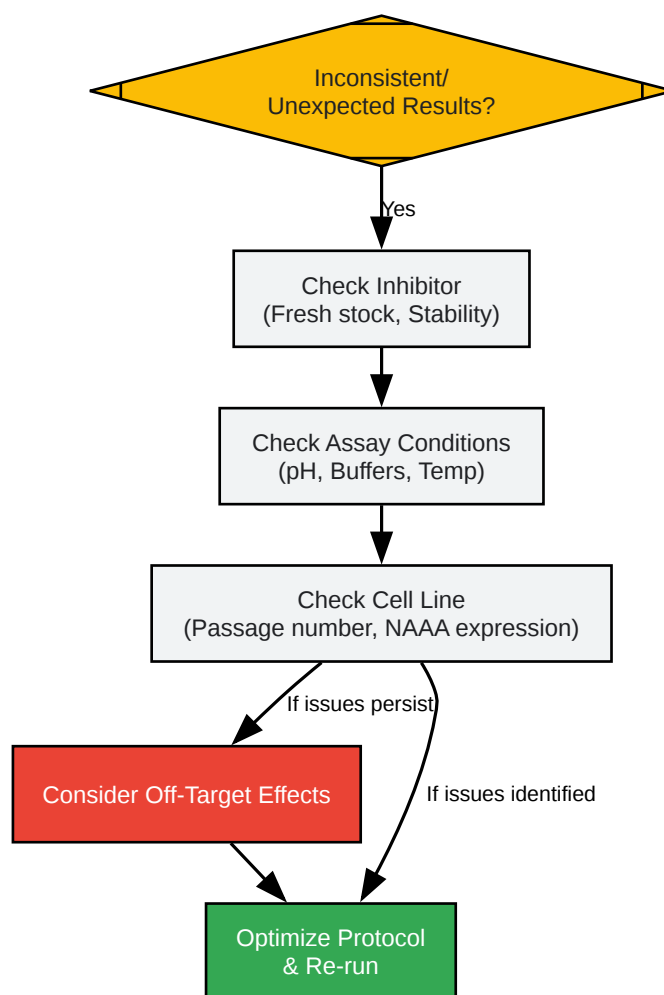 Inconsistent/
Unexpected Results?
Yes
Check Inhibitor
(Fresh stock, Stability)
Check Assay Conditions
(pH, Buffers, Temp)
Check Cell Line
(Passage number, NAAA expression)
If issues persist
Consider Off-Target Effects
If issues identified
Optimize Protocol
& Re-run